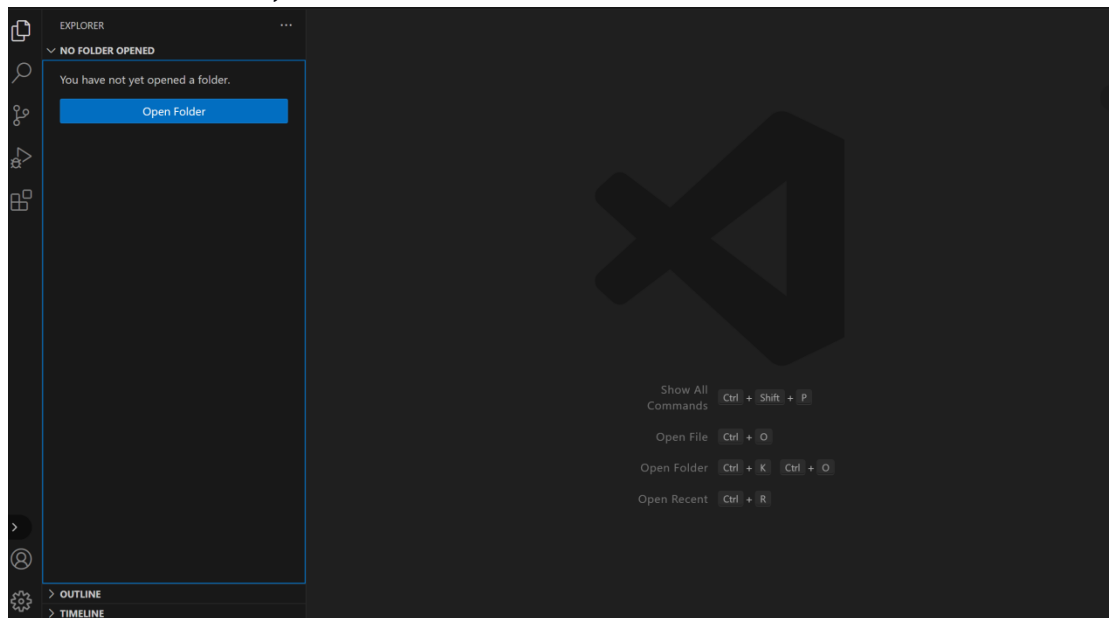 EXPLORER
NO FOLDER OPENED
You have not yet opened a folder.
Open Folder
Show All
Commands
Ctrl + Shift + P
Open File Ctrl + O
Open Folder Ctrl + K Ctrl + O
Open Recent Ctrl + R
OUTLINE
TIMELINE